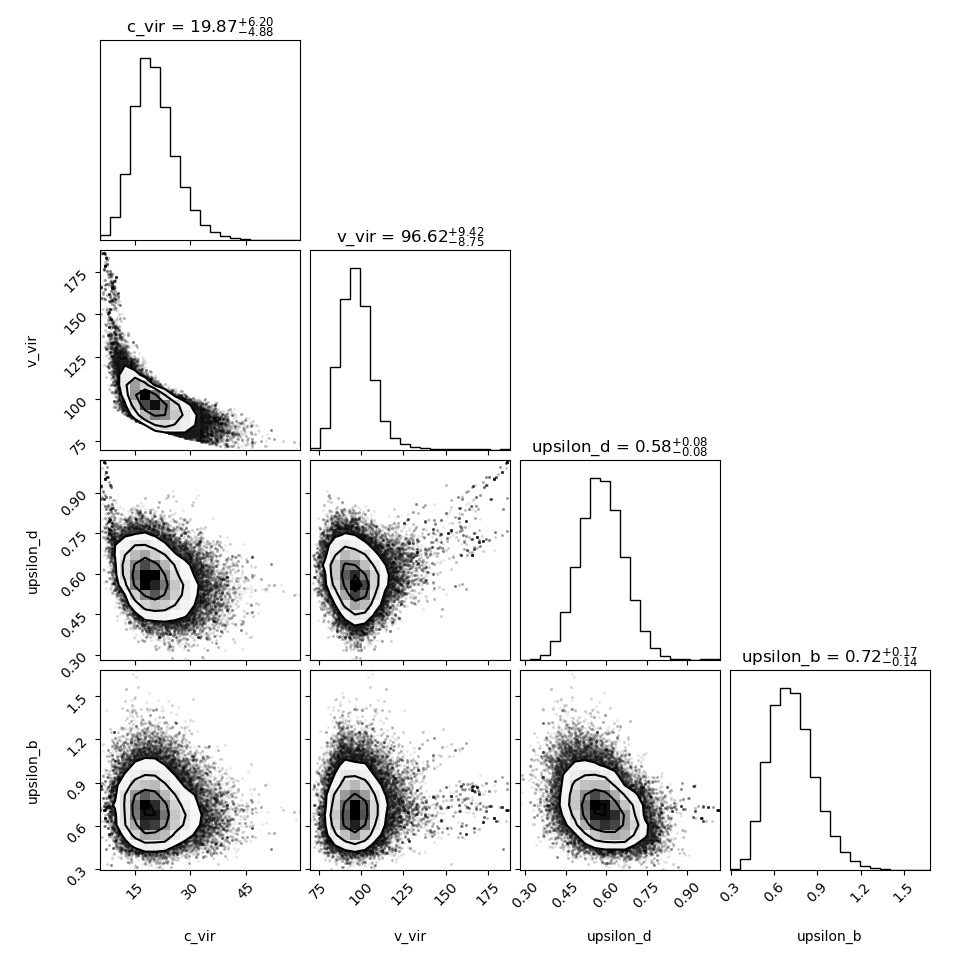 c_vir = 19.87+6.20 −4.88
v_vir
175
150
125
100
75
v_vir = 96.62+9.42 −8.75
upsilon_d
0.90
0.75
0.60
0.45
0.30
upsilon_d = 0.58+0.08 −0.08
upsilon_b
1.5
1.2
0.9
0.6
0.3
upsilon_b = 0.72+0.17 −0.14
15 30 45
75 100 125 150 175
0.30 0.45 0.60 0.75 0.90
0.3 0.6 0.9 1.2 1.5
c_vir v_vir upsilon_d upsilon_b